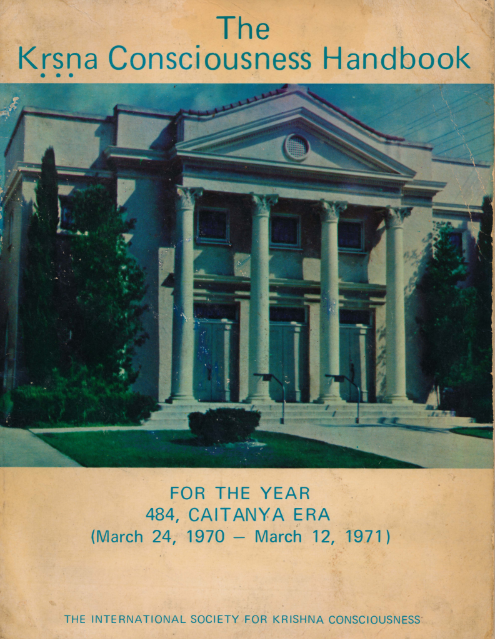 The
Kṛṣṇa Consciousness Handbook
FOR THE YEAR
484, CAITANYA ERA
(March 24, 1970 – March 12, 1971)
THE INTERNATIONAL SOCIETY FOR KRISHNA CONSCIOUSNESS